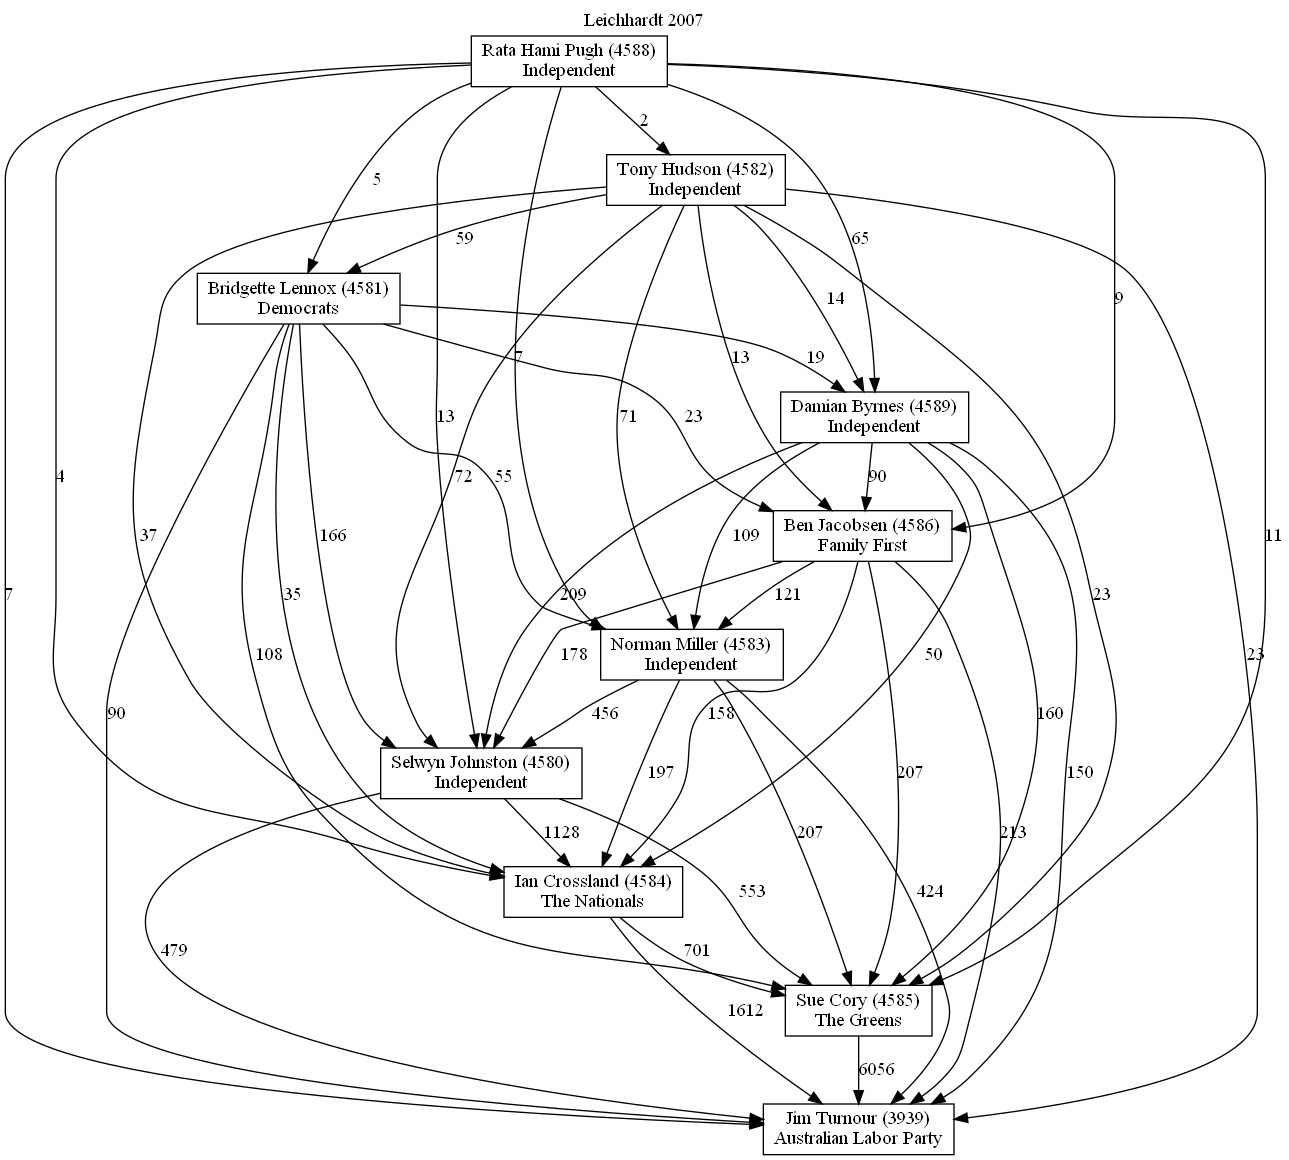 Leichhardt 2007
Rata Hami Pugh (4588)
Independent
2
Tony Hudson (4582)
Independent
5
59
65
Bridgette Lennox (4581)
Democrats
14
9
7
13
19
Damian Byrnes (4589)
Independent
13
71
23
4
72
55
90
Ben Jacobsen (4586)
Family First
37
166
109
11
7
35
209
121
23
Norman Miller (4583)
Independent
108
178
50
23
90
456
158
160
Selwyn Johnston (4580)
Independent
197
207
150
1128
207
213
Ian Crossland (4584)
The Nationals
553
424
479
701
Sue Cory (4585)
The Greens
1612
6056
Jim Turnour (3939)
Australian Labor Party